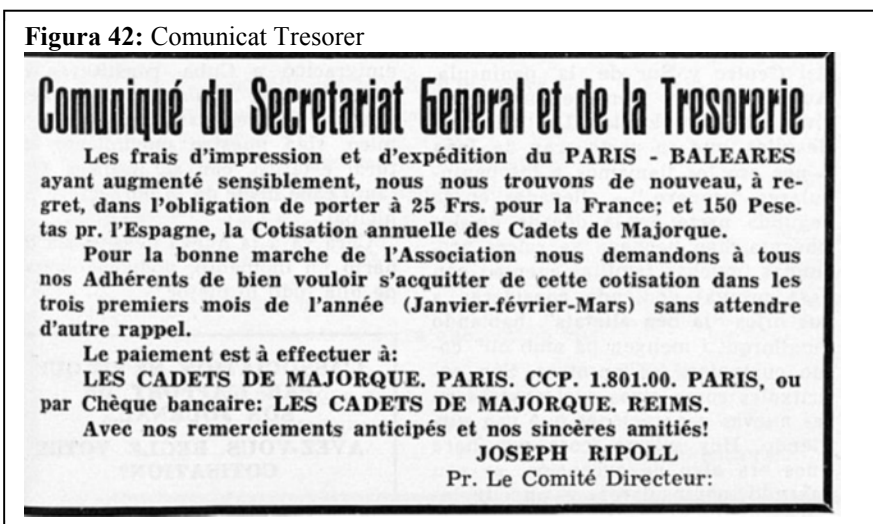 Figura 42: Comunicat Tresorer
Comuniqué du Secretariat General et de la Tresorerie
Les frais d'impression et d'expédition du PARIS - BALEARES
ayant augmenté sensiblement, nous nous trouvons de nouveau, à re-
gret, dans l'obligation de porter à 25 Frs. pour la France; et 150 Pese-
tas pr. l'Espagne, la Cotisation annuelle des Cadets de Majorque.
Pour la bonne marche de l'Association nous demandons à tous
nos Adhérents de bien vouloir s'acquitter de cette cotisation dans les
trois premiers mois de l'année (Janvier-février-Mars) sans attendre
d'autre rappel.
Le paiement est à effectuer à:
LES CADETS DE MAJORQUE. PARIS. CCP. 1.801.00. PARIS, ou
par Chèque bancaire: LES CADETS DE MAJORQUE. REIMS.
Avec nos remerciements anticipés et nos sincères amitiés!
JOSEPH RIPOLL
Pr. Le Comité Directeur: